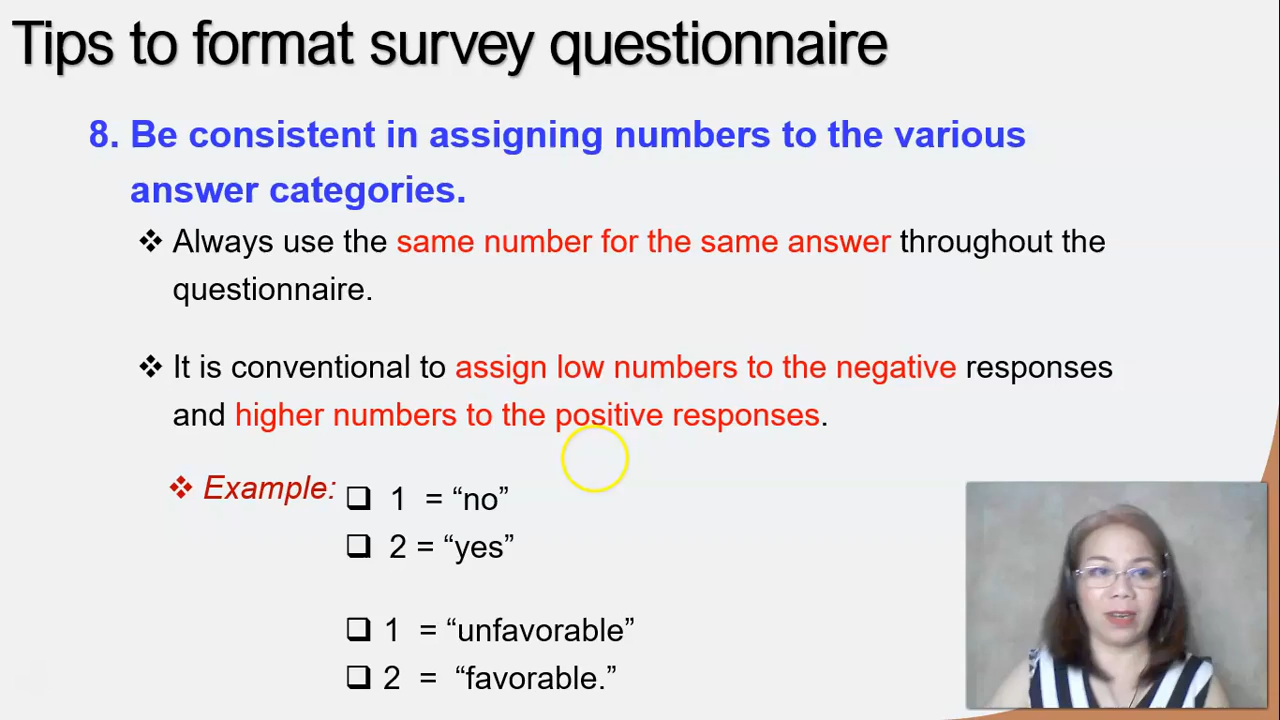 Tips to format survey questionnaire
8. Be consistent in assigning numbers to the various
answer categories.
❖ Always use the same number for the same answer throughout the
questionnaire.
❖ It is conventional to assign low numbers to the negative responses
and higher numbers to the positive responses.
❖ Example:
❑ 1 = “no”
❑ 2 = “yes”
❑ 1 = “unfavorable”
❑ 2 = “favorable.”